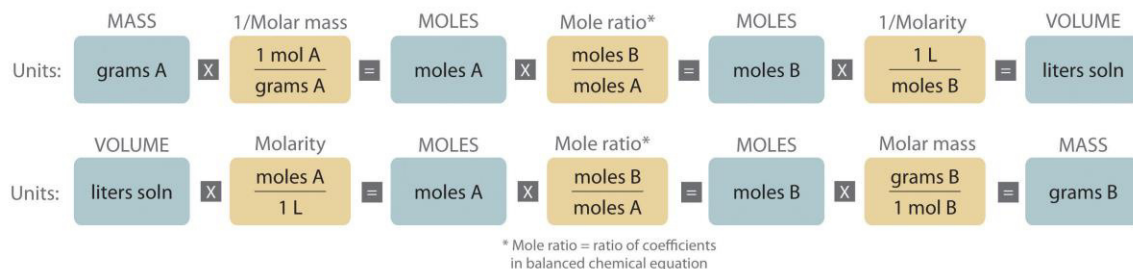 MASS 1/Molar mass MOLES Mole ratio* MOLES 1/Molarity VOLUME
Units: grams A X 1 mol A / grams A = moles A X moles B / moles A = moles B X 1 L / moles B = liters soln
VOLUME Molarity MOLES Mole ratio* MOLES Molar mass MASS
Units: liters soln X moles A / 1 L = moles A X moles B / moles A = moles B X grams B / 1 mol B = grams B
* Mole ratio = ratio of coefficients
in balanced chemical equation